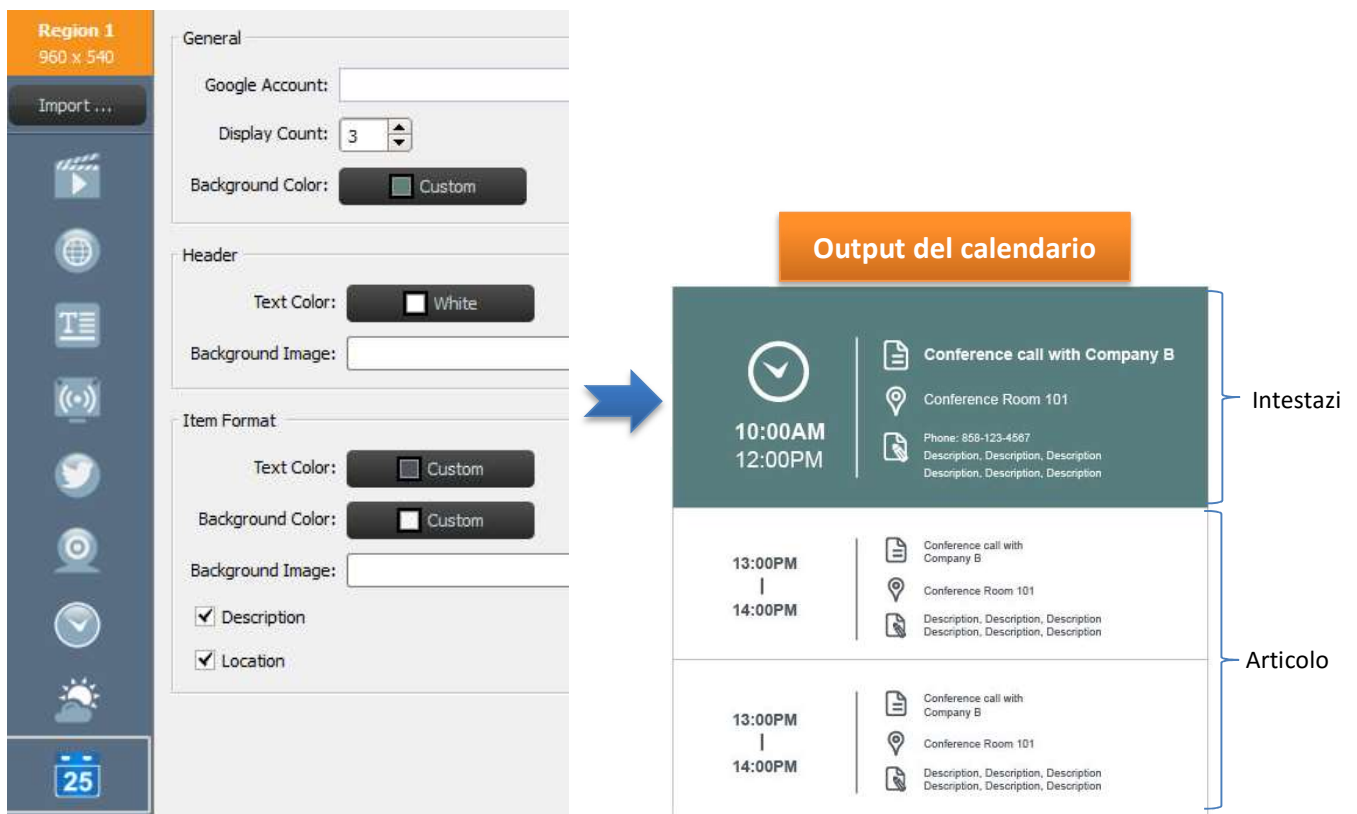 Region 1
960 x 540
Import ...
T
25
General
Google Account:
Display Count: 3
Background Color: Custom
Header
Text Color: White
Background Image:
Item Format
Text Color: Custom
Background Color: Custom
Background Image:
Description
Location
Output del calendario
10:00AM
12:00PM
Conference call with Company B
Conference Room 101
Phone: 858-123-4567
Description, Description, Description
Description, Description, Description
Intestazi
13:00PM
14:00PM
Conference call with
Company B
Conference Room 101
Description, Description, Description
Description, Description, Description
Articolo
13:00PM
14:00PM
Conference call with
Company B
Conference Room 101
Description, Description, Description
Description, Description, Description